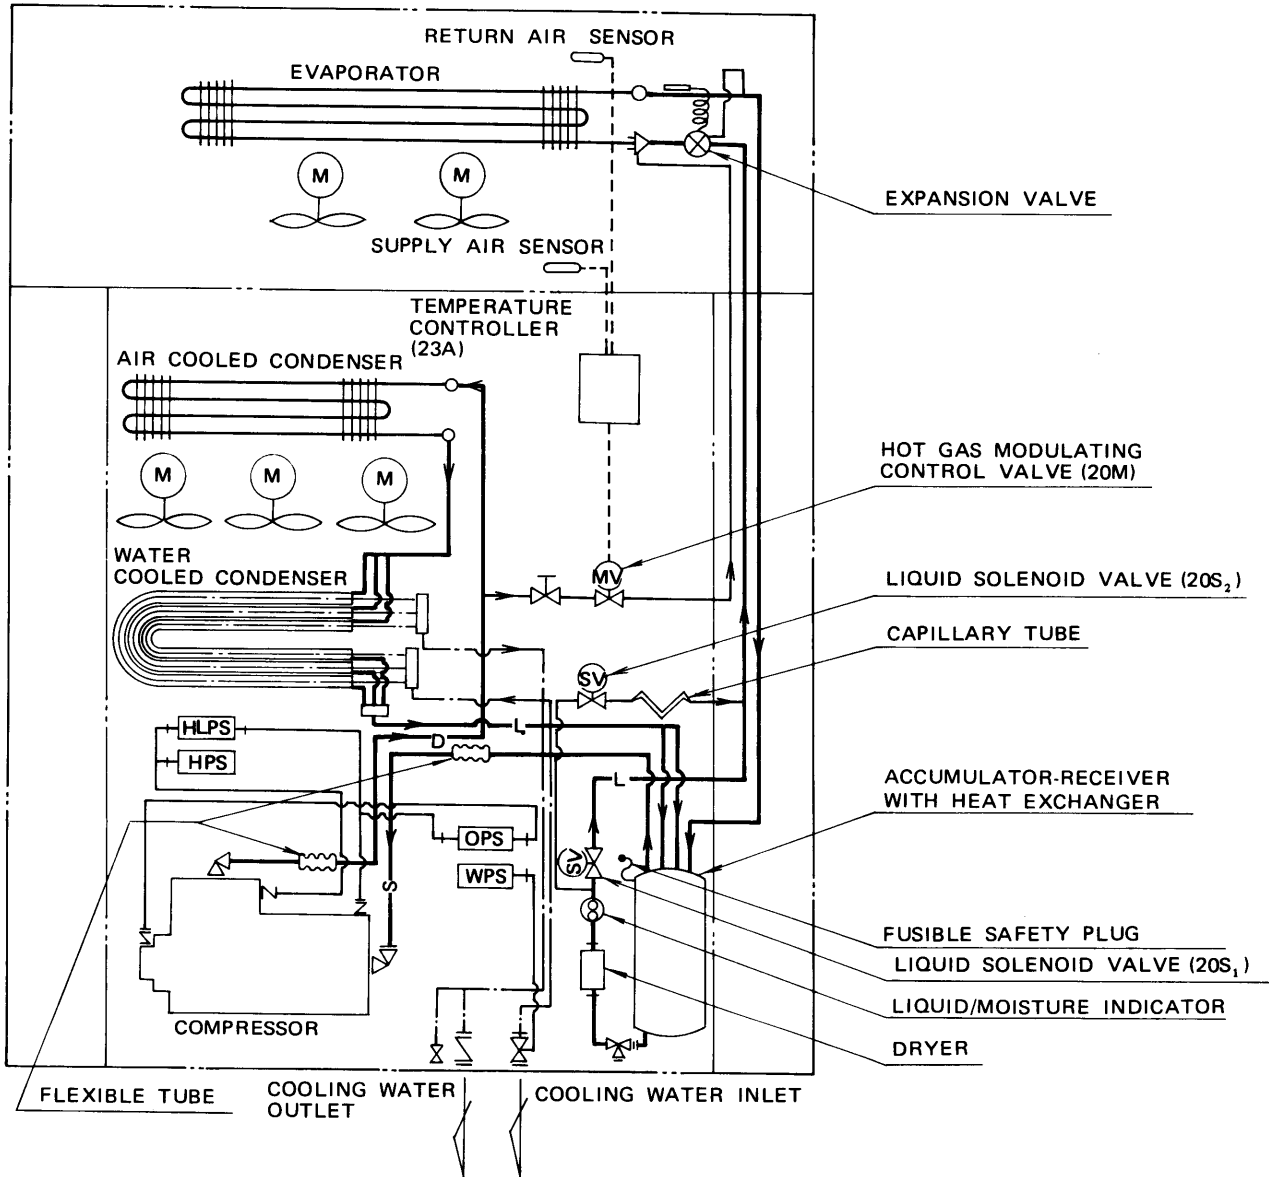 RETURN AIR SENSOR
EVAPORATOR
M
M
EXPANSION VALVE
SUPPLY AIR SENSOR
TEMPERATURE
CONTROLLER
(23A)
AIR COOLED CONDENSER
M
M
M
HOT GAS MODULATING
CONTROL VALVE (20M)
WATER
COOLED CONDENSER
MV
LIQUID SOLENOID VALVE (20S₂)
CAPILLARY TUBE
SV
HLPS
D
L
HPS
L
ACCUMULATOR-RECEIVER
WITH HEAT EXCHANGER
OPS
SV
WPS
S
FUSIBLE SAFETY PLUG
LIQUID SOLENOID VALVE (20S₁)
LIQUID/MOISTURE INDICATOR
COMPRESSOR
DRYER
FLEXIBLE TUBE
COOLING WATER
OUTLET
COOLING WATER INLET